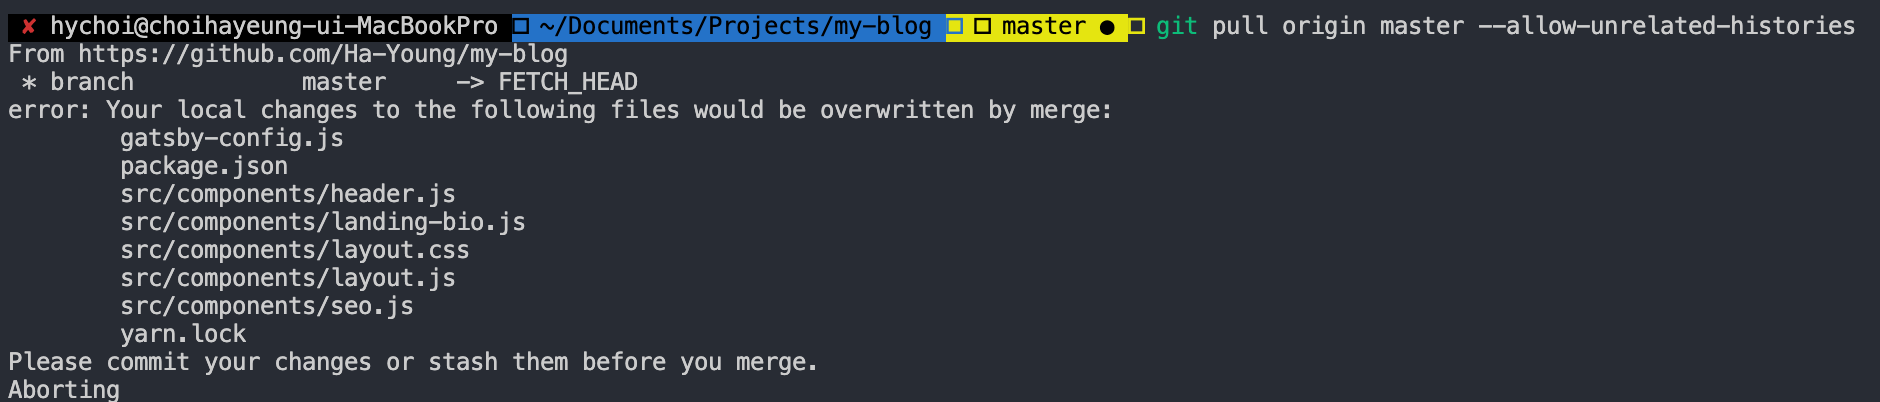 ✘ hychoi@choihayeung-ui-MacBookPro ~/Documents/Projects/my-blog master ● git pull origin master --allow-unrelated-histories
From https://github.com/Ha-Young/my-blog
 * branch            master     -> FETCH_HEAD
error: Your local changes to the following files would be overwritten by merge:
        gatsby-config.js
        package.json
        src/components/header.js
        src/components/landing-bio.js
        src/components/layout.css
        src/components/layout.js
        src/components/seo.js
        yarn.lock
Please commit your changes or stash them before you merge.
Aborting